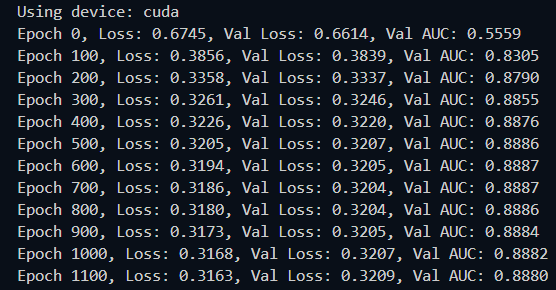 Using device: cuda
Epoch 0, Loss: 0.6745, Val Loss: 0.6614, Val AUC: 0.5559
Epoch 100, Loss: 0.3856, Val Loss: 0.3839, Val AUC: 0.8305
Epoch 200, Loss: 0.3358, Val Loss: 0.3337, Val AUC: 0.8790
Epoch 300, Loss: 0.3261, Val Loss: 0.3246, Val AUC: 0.8855
Epoch 400, Loss: 0.3226, Val Loss: 0.3220, Val AUC: 0.8876
Epoch 500, Loss: 0.3205, Val Loss: 0.3207, Val AUC: 0.8886
Epoch 600, Loss: 0.3194, Val Loss: 0.3205, Val AUC: 0.8887
Epoch 700, Loss: 0.3186, Val Loss: 0.3204, Val AUC: 0.8887
Epoch 800, Loss: 0.3180, Val Loss: 0.3204, Val AUC: 0.8886
Epoch 900, Loss: 0.3173, Val Loss: 0.3205, Val AUC: 0.8884
Epoch 1000, Loss: 0.3168, Val Loss: 0.3207, Val AUC: 0.8882
Epoch 1100, Loss: 0.3163, Val Loss: 0.3209, Val AUC: 0.8880